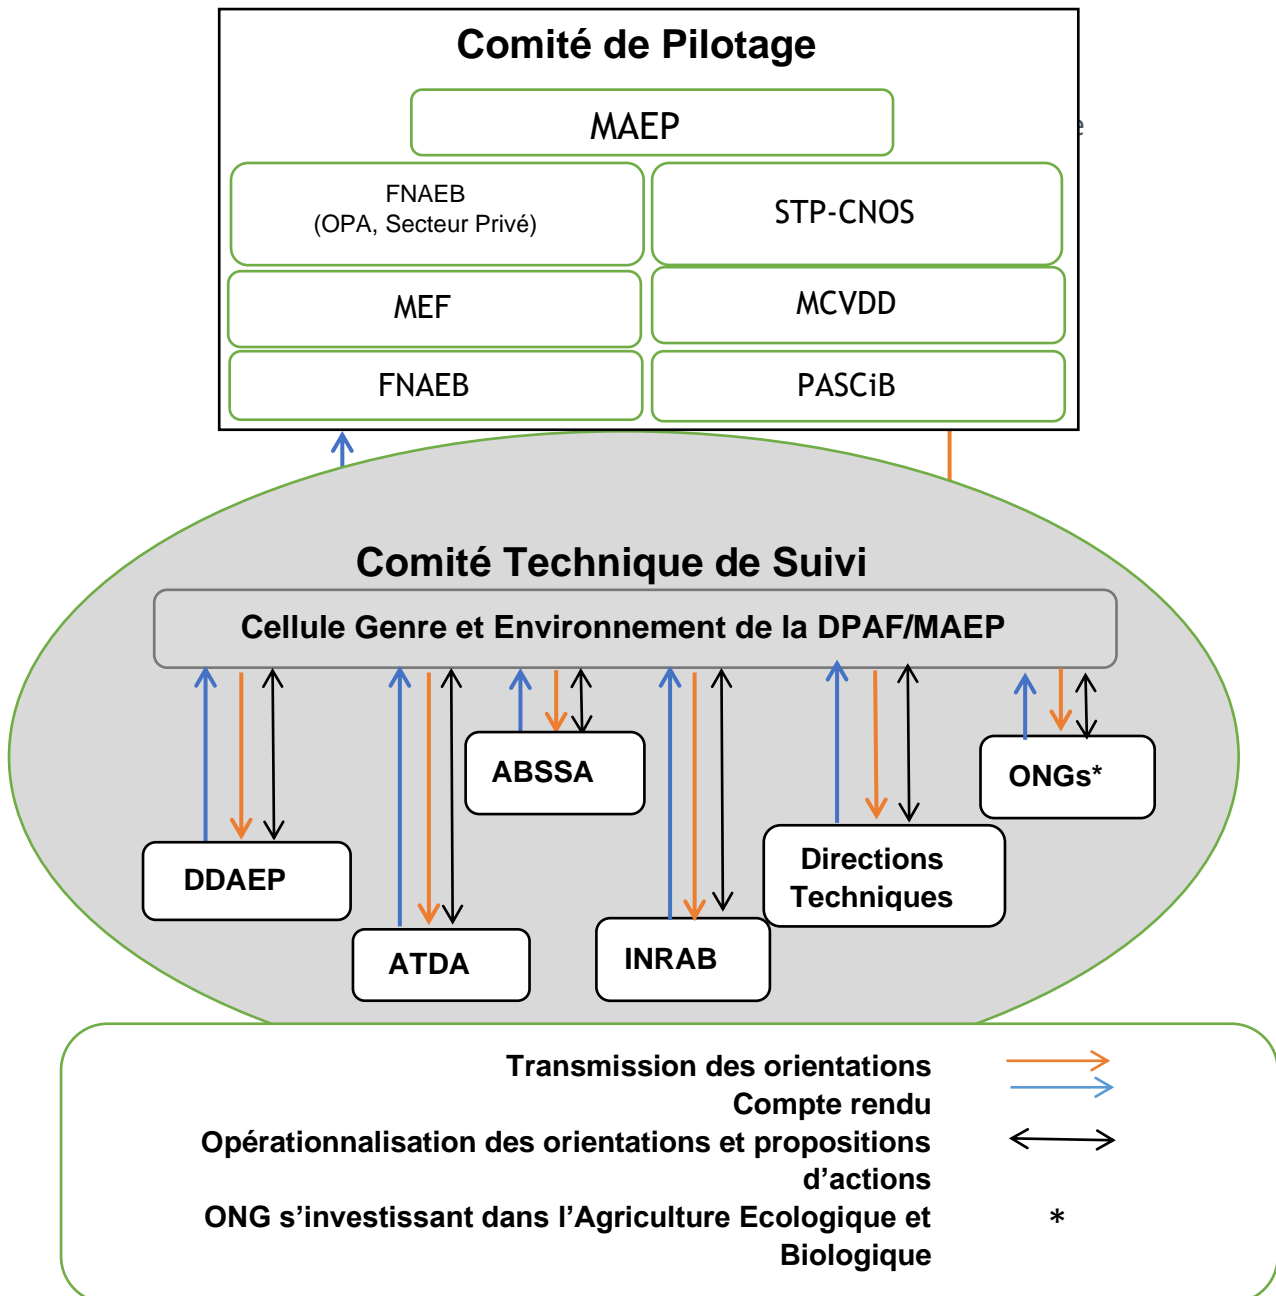 Comité de Pilotage
MAEP
FNAEB
(OPA, Secteur Privé)
STP-CNOS
MEF
MCVDD
FNAEB
PASCiB
Comité Technique de Suivi
Cellule Genre et Environnement de la DPAF/MAEP
ABSSA
ONGs*
DDAEP
Directions
Techniques
ATDA
INRAB
Transmission des orientations
Compte rendu
Opérationnalisation des orientations et propositions
d’actions
ONG s’investissant dans l’Agriculture Ecologique et
Biologique
*